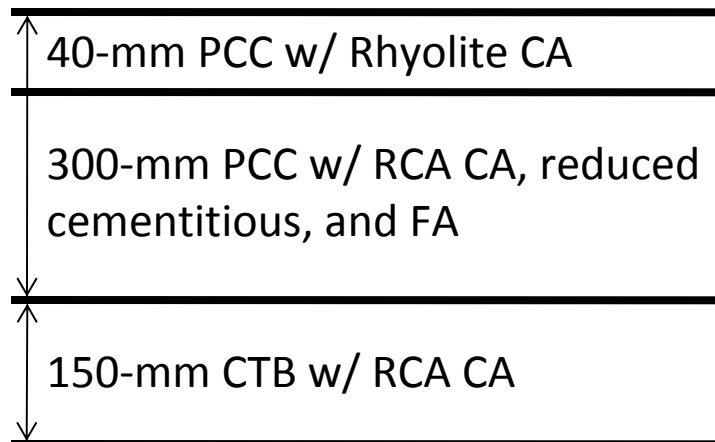 40-mm PCC w/ Rhyolite CA
300-mm PCC w/ RCA CA, reduced
cementitious, and FA
150-mm CTB w/ RCA CA